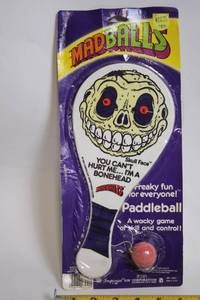 MADBALLS
Skull Face
YOU CAN'T
HURT ME... I'M A
BONEHEAD
MADBALLS
Freaky fun
for everyone!
Paddleball
A wacky game
of skill and control!